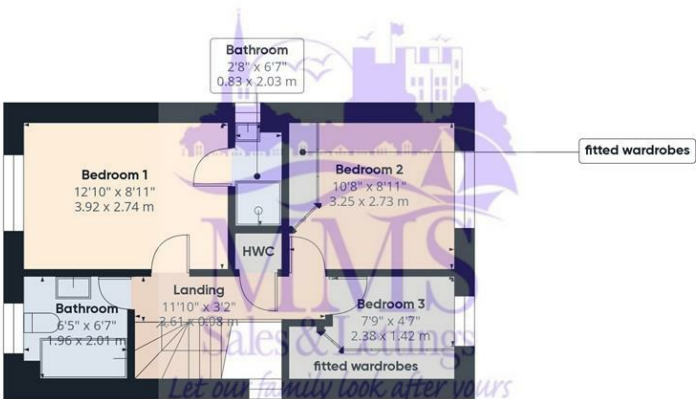 Bathroom
2'8" x 6'7"
0.83 x 2.03 m
fitted wardrobes
Bedroom 1
12'10" x 8'11"
3.92 x 2.74 m
Bedroom 2
10'8" x 8'11"
3.25 x 2.73 m
HWC
MMS
Landing
11'10" x 3'2"
3.61 x 0.98 m
Bathroom
6'5" x 6'7"
1.96 x 2.01 m
Bedroom 3
7'9" x 4'7"
2.38 x 1.42 m
fitted wardrobes
Sales & Lettings
Let our family look after yours